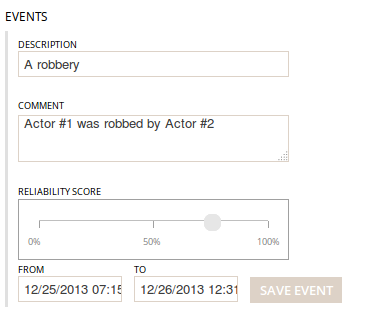 EVENTS
DESCRIPTION
A robbery
COMMENT
Actor #1 was robbed by Actor #2
RELIABILITY SCORE
0% 50% 100%
FROM TO
12/25/2013 07:15 12/26/2013 12:31 SAVE EVENT